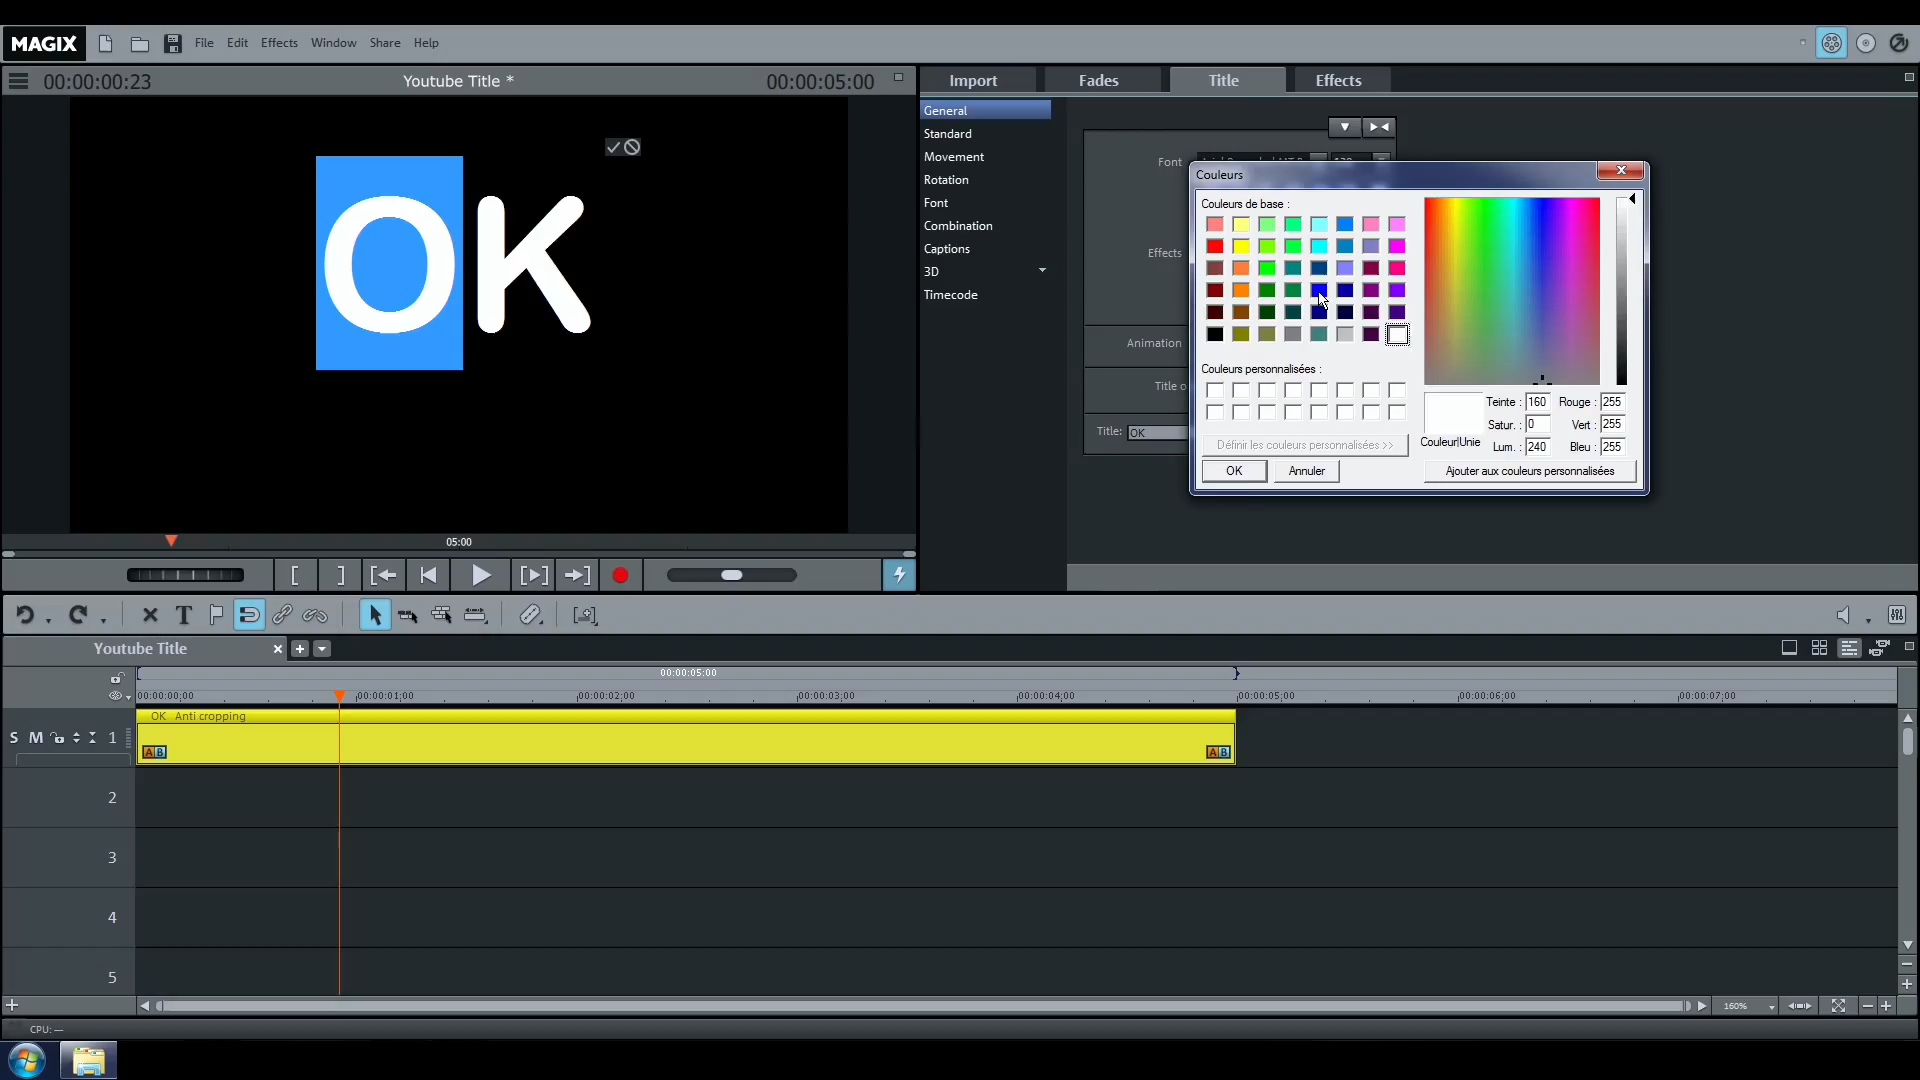 MAGIX File Edit Effects Window Share Help
00:00:00:23 Youtube Title * 00:00:05:00
Import Fades Title Effects
OK
05:00
General
Standard
Movement
Rotation
Font
Combination
Captions
3D
Timecode
Font
Effects
Animation
Title o
Title: OK
Couleurs
Couleurs de base :
Couleurs personnalisées :
Définir les couleurs personnalisées >>
OK Annuler
Couleur|Unie
Teinte : 160 Rouge : 255
Satur. : 0 Vert : 255
Lum. : 240 Bleu : 255
Ajouter aux couleurs personnalisées
Youtube Title
00:00:05:00
00:00:00;00 00:00:01;00 00:00:02;00 00:00:03;00 00:00:04;00 00:00:05;00 00:00:06;00 00:00:07;00
OK Anti cropping
S M 1
A B A B
2
3
4
5
160%
CPU: —